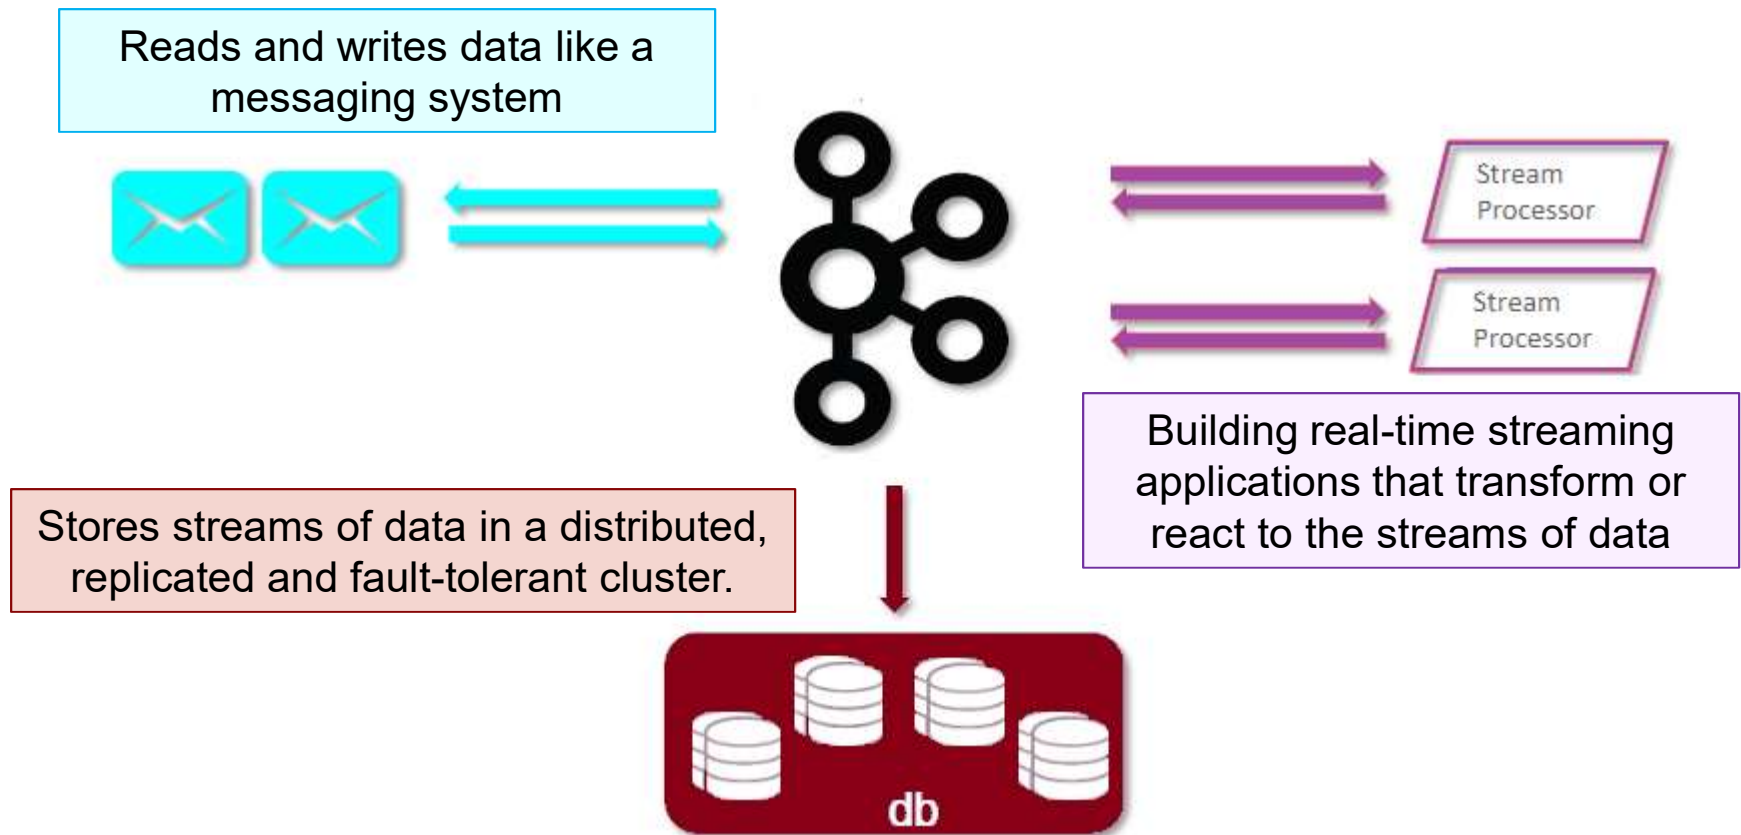 Reads and writes data like a
messaging system
Stream
Processor
Stream
Processor
Building real-time streaming
applications that transform or
react to the streams of data
Stores streams of data in a distributed,
replicated and fault-tolerant cluster.
db